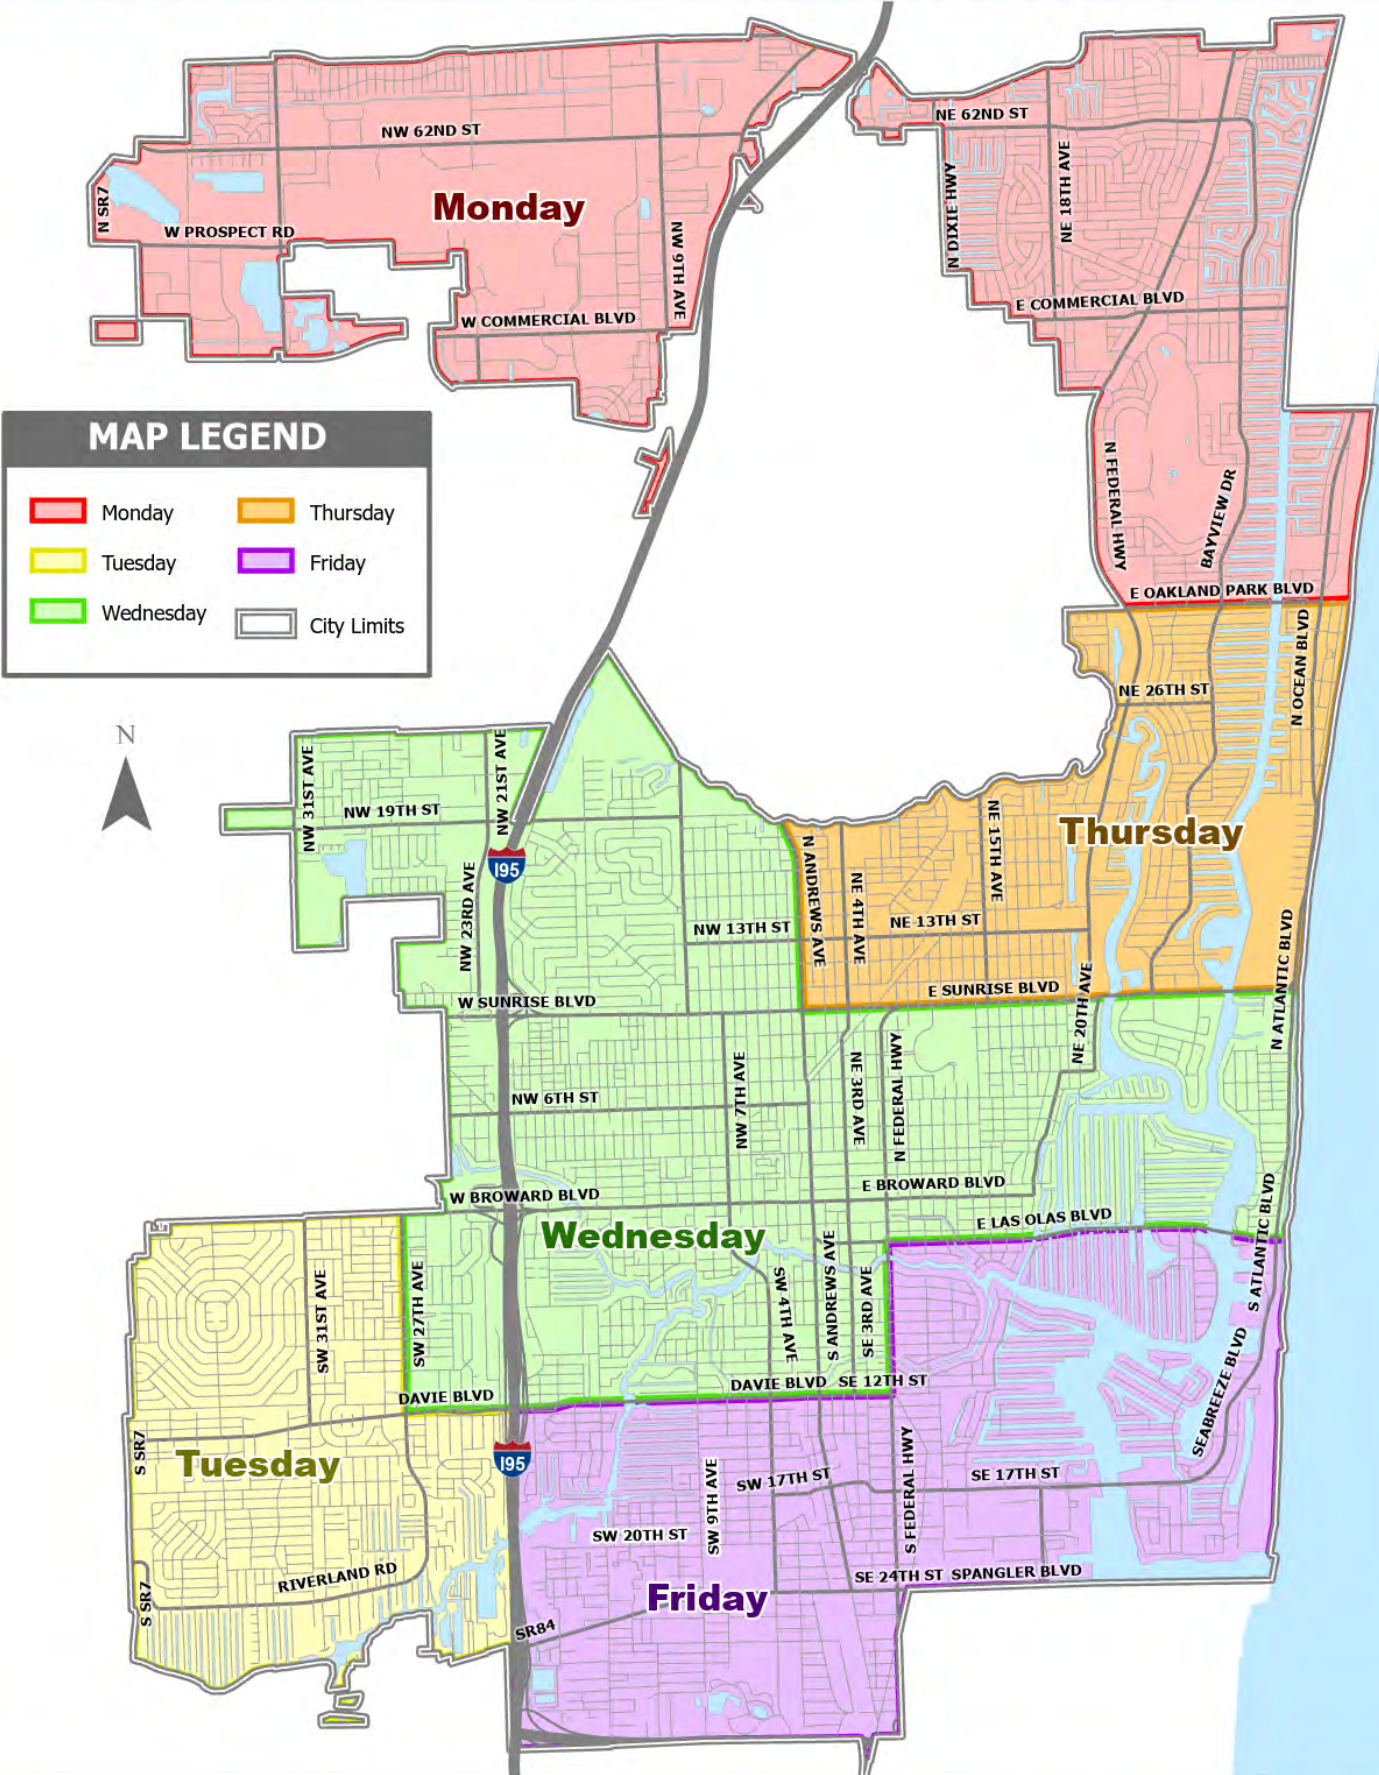 NW 62ND ST
NE 62ND ST
N SR7
Monday
N DIXIE HWY
NE 18TH AVE
W PROSPECT RD
NW 9TH AVE
W COMMERCIAL BLVD
E COMMERCIAL BLVD
MAP LEGEND
Monday
Thursday
Tuesday
Friday
Wednesday
City Limits
N FEDERAL HWY
BAYVIEW DR
E OAKLAND PARK BLVD
N OCEAN BLVD
NE 26TH ST
N
NW 31ST AVE
NW 21ST AVE
NW 19TH ST
I95
NW 23RD AVE
Thursday
N ANDREWS AVE
NE 4TH AVE
NE 15TH AVE
NE 13TH ST
NW 13TH ST
W SUNRISE BLVD
E SUNRISE BLVD
NE 20TH AVE
N ATLANTIC BLVD
NW 6TH ST
NW 7TH AVE
NE 3RD AVE
N FEDERAL HWY
W BROWARD BLVD
E BROWARD BLVD
Wednesday
E LAS OLAS BLVD
S ATLANTIC BLVD
SW 31ST AVE
SW 27TH AVE
SW 4TH AVE
S ANDREWS AVE
SE 3RD AVE
SEABREEZE BLVD
DAVIE BLVD
DAVIE BLVD
SE 12TH ST
S SR7
Tuesday
I95
SW 17TH ST
SE 17TH ST
S FEDERAL HWY
SW 9TH AVE
SW 20TH ST
RIVERLAND RD
S SR7
SE 24TH ST
SPANGLER BLVD
Friday
SR84